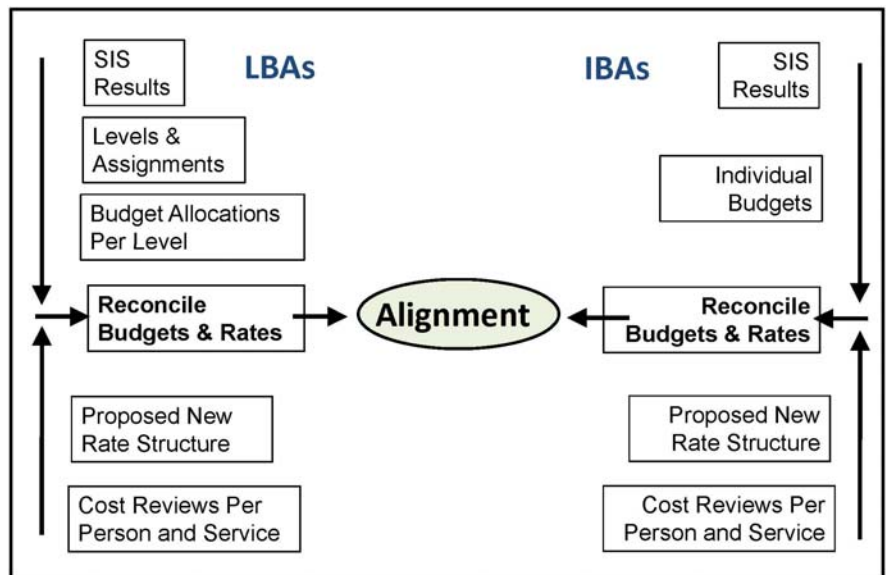 LBAs
SIS
Results
Levels &
Assignments
Budget Allocations
Per Level
Reconcile
Budgets & Rates
Proposed New
Rate Structure
Cost Reviews Per
Person and Service
Alignment
IBAs
SIS
Results
Individual
Budgets
Reconcile
Budgets & Rates
Proposed New
Rate Structure
Cost Reviews Per
Person and Service